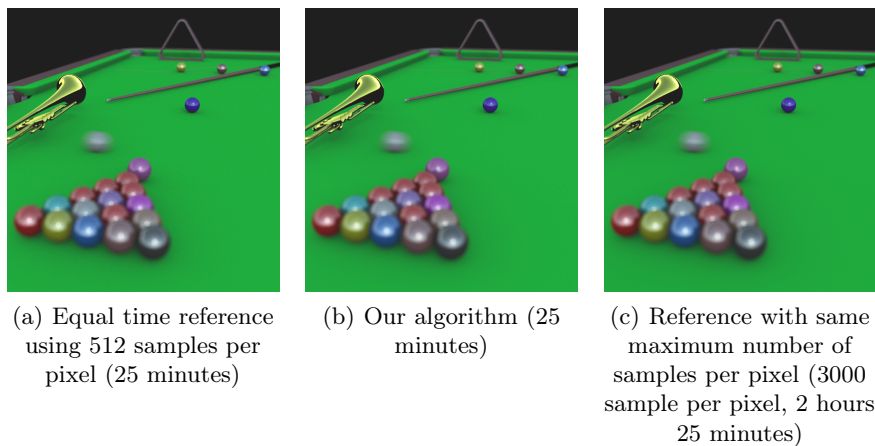 (a) Equal time reference
using 512 samples per
pixel (25 minutes)
(b) Our algorithm (25
minutes)
(c) Reference with same
maximum number of
samples per pixel (3000
sample per pixel, 2 hours
25 minutes)